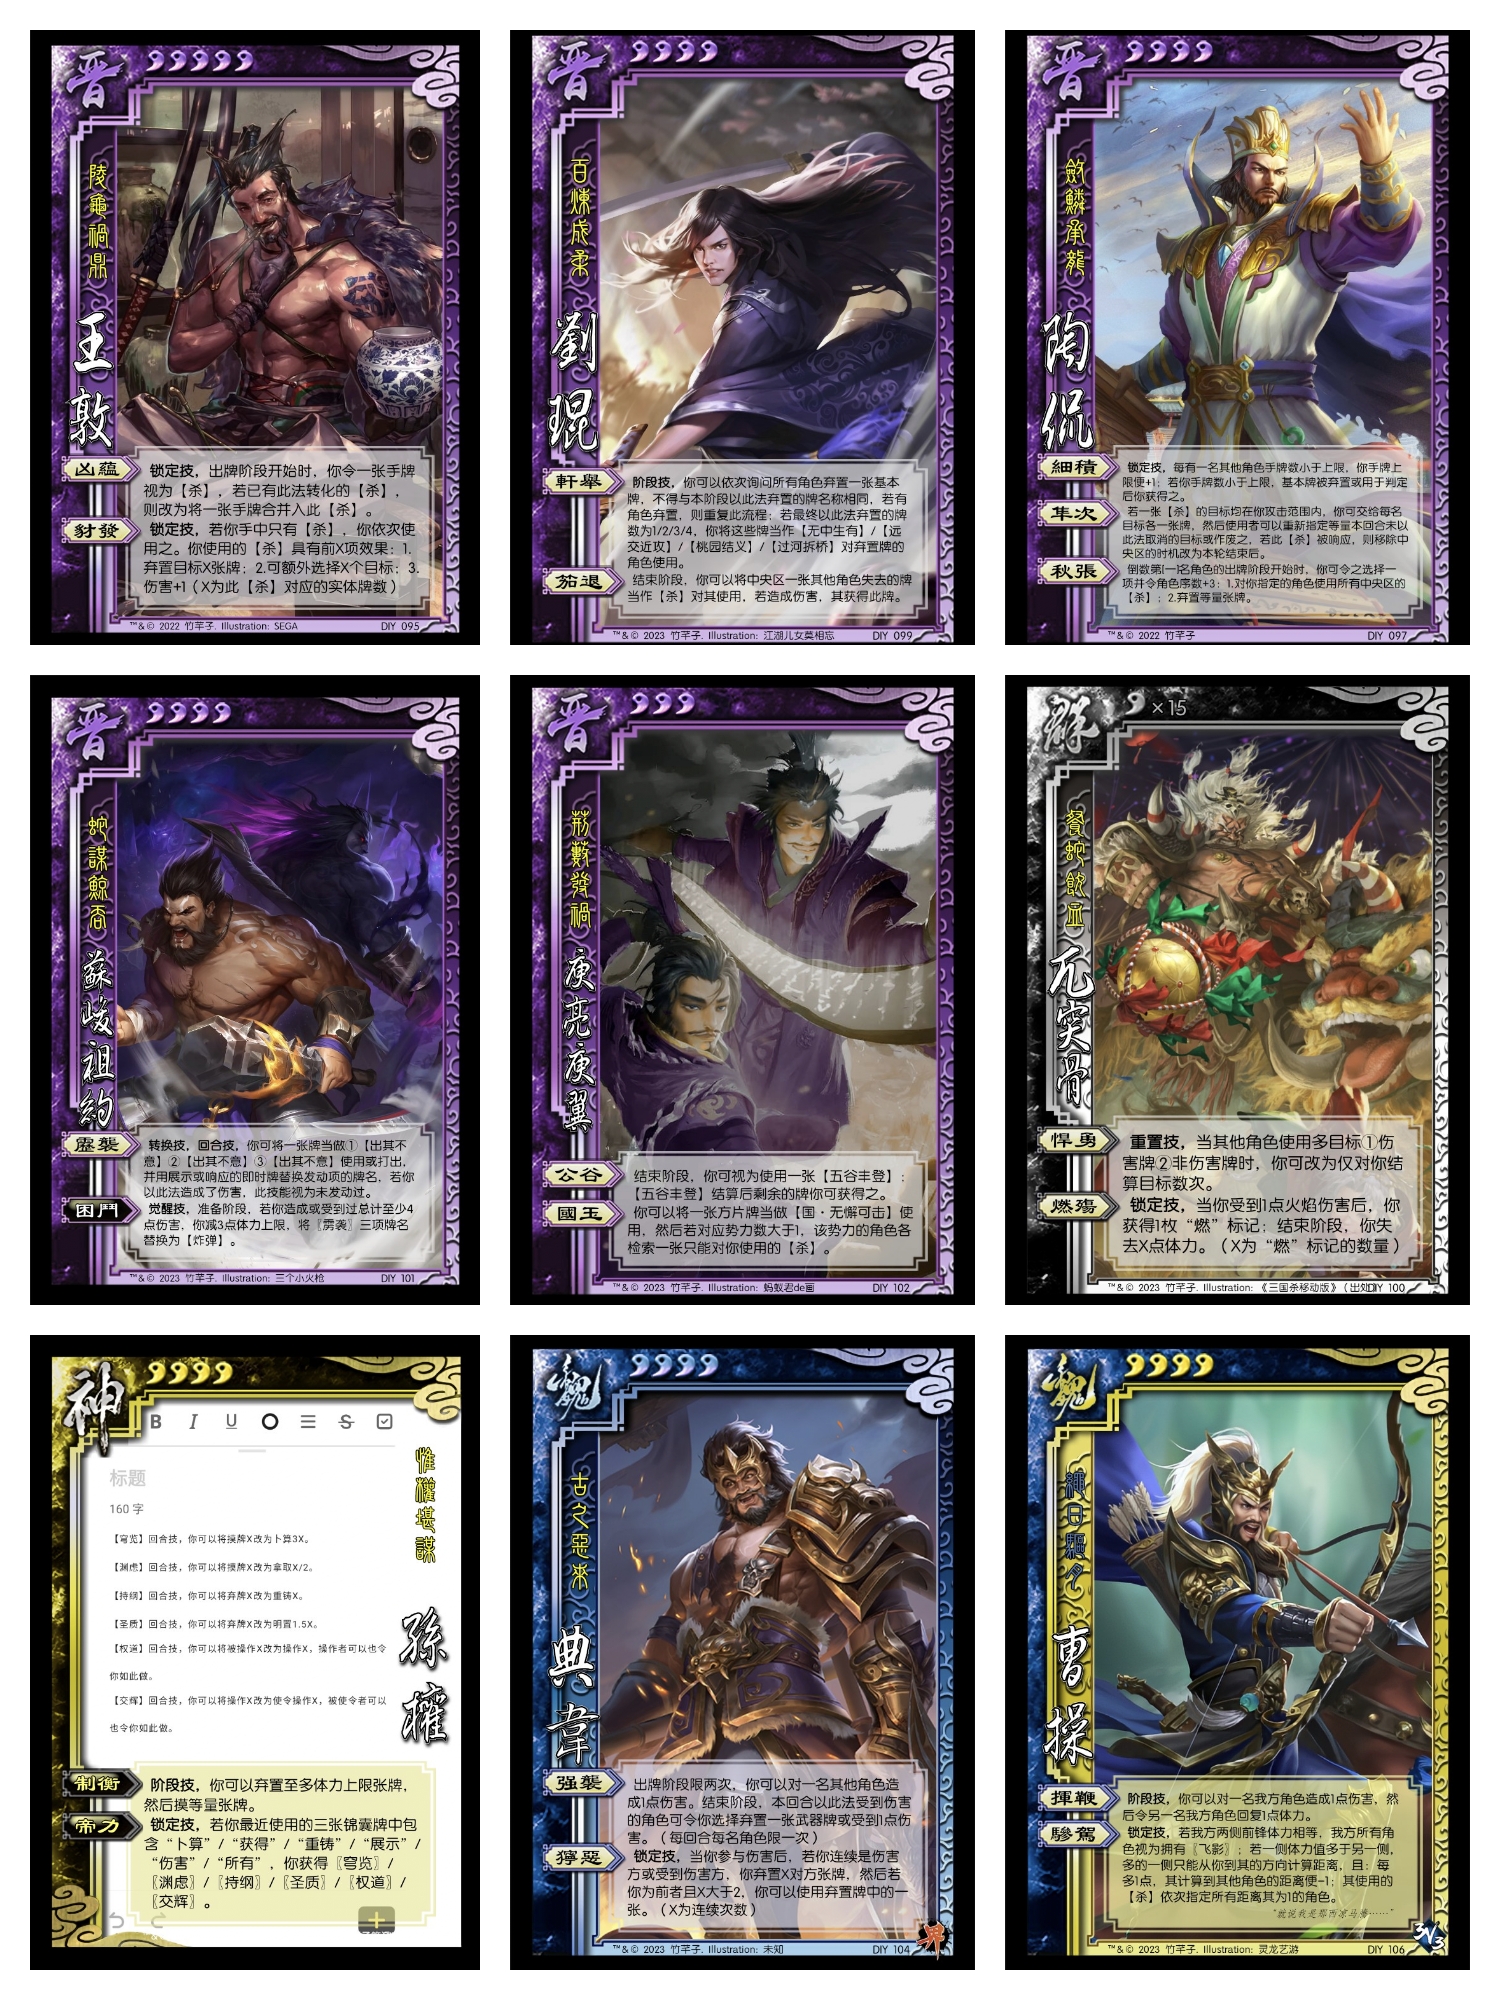 晋
陵龜禍鼎
王敦
凶蘊
锁定技，出牌阶段开始时，你令一张手牌
视为【杀】，若已有此法转化的【杀】，
则改为将一张手牌合并入此【杀】。
豺發
锁定技，若你手中只有【杀】，你依次使
用之。你使用的【杀】具有前X项效果：1.
弃置目标X张牌；2.可额外选择X个目标；3.
伤害+1（X为此【杀】对应的实体牌数）
™&© 2022 竹芊子. Illustration: SEGA
DIY 095
晋
百煉成柔
劉琨
軒舉
阶段技，你可以依次询问所有角色弃置一张基本
牌，不得与本阶段以此法弃置的牌名称相同，若有
角色弃置，则重复此流程；若最终以此法弃置的牌
数为1/2/3/4，你将这些牌当作【无中生有】/【远
交近攻】/【桃园结义】/【过河拆桥】对弃置牌的
角色使用。
笳退
结束阶段，你可以将中央区一张其他角色失去的牌
当作【杀】对其使用，若造成伤害，其获得此牌。
™&© 2023 竹芊子. Illustration: 江湖儿女莫相忘
DIY 099
晋
斂鱗承龍
陶侃
細積
锁定技，每有一名其他角色手牌数小于上限，你手牌上
限便+1；若你手牌数小于上限，基本牌被弃置或用于判定
后你获得之。
隼次
若一张【杀】的目标均在你攻击范围内，你可交给每名
目标各一张牌，然后使用者可以重新指定等量本回合未以
此法取消的目标或作废之，若此【杀】被响应，则移除中
央区的时机改为本轮结束后。
秋張
倒数第(一)名角色的出牌阶段开始时，你可令之选择一
项并令角色序数+3：1.对你指定的角色使用所有中央区的
【杀】；2.弃置等量张牌。
™&© 2022 竹芊子
DIY 097
晋
蛇謀鯨吞
蘇峻祖約
雳襲
转换技，回合技，你可将一张牌当做①【出其不
意】②【出其不意】③【出其不意】使用或打出，
并用展示或响应的即时牌替换发动项的牌名，若你
以此法造成了伤害，此技能视为未发动过。
困鬥
觉醒技，准备阶段，若你造成或受到过总计至少4
点伤害，你减3点体力上限，将〖雳袭〗三项牌名
替换为【炸弹】。
™&© 2023 竹芊子. Illustration: 三个小火枪
DIY 101
晋
荊藪發禍
庾亮庾翼
公谷
结束阶段，你可视为使用一张【五谷丰登】；
【五谷丰登】结算后剩余的牌你可获得之。
國玉
你可以将一张方片牌当做【国·无懈可击】使
用，然后若对应势力数大于1，该势力的角色各
检索一张只能对你使用的【杀】。
™&© 2023 竹芊子. Illustration: 蚂蚁君de画
DIY 102
群
×15
餐蛇飲血
兀突骨
悍勇
重置技，当其他角色使用多目标①伤
害牌②非伤害牌时，你可改为仅对你结
算目标数次。
燃殤
锁定技，当你受到1点火焰伤害后，你
获得1枚“燃”标记；结束阶段，你失
去X点体力。（X为“燃”标记的数量）
™&© 2023 竹芊子. Illustration: 《三国杀移动版》（出处
DIY 100
神
B I U S
标题
160 字
【穹览】回合技，你可以将摸牌X改为卜算3X。
【渊虑】回合技，你可以将摸牌X改为拿取X/2。
【持纲】回合技，你可以将弃牌X改为重铸X。
【圣质】回合技，你可以将弃牌X改为明置1.5X。
【权道】回合技，你可以将被操作X改为操作X，操作者可以也令
你如此做。
【交辉】回合技，你可以将操作X改为使令操作X，被使令者可以
也令你如此做。
惟權堪謀
孫權
制衡
阶段技，你可以弃置至多体力上限张牌，
然后摸等量张牌。
帝力
锁定技，若你最近使用的三张锦囊牌中包
含“卜算”/“获得”/“重铸”/“展示”/
“伤害”/“所有”，你获得〖穹览〗/
〖渊虑〗/〖持纲〗/〖圣质〗/〖权道〗/
〖交辉〗。
魏
古之惡來
典韋
强襲
出牌阶段限两次，你可以对一名其他角色造
成1点伤害。结束阶段，本回合以此法受到伤害
的角色可令你选择弃置一张武器牌或受到1点伤
害。（每回合每名角色限一次）
獰惡
锁定技，当你参与伤害后，若你连续是伤害
方或受到伤害方，你弃置X对方张牌，然后若
你为前者且X大于2，你可以使用弃置牌中的一
张。（X为连续次数）
™&© 2023 竹芊子. Illustration: 未知
DIY 104
界
魏
曹操
揮鞭
阶段技，你可以对一名我方角色造成1点伤害，然
后令另一名我方角色回复1点体力。
驂駕
锁定技，若我方两侧前锋体力相等，我方所有角
色视为拥有〖飞影〗；若一侧体力值多于另一侧，
多的一侧只能从你到其的方向计算距离，且：每
多1点，其计算到其他角色的距离便-1；其使用的
【杀】依次指定所有距离其为1的角色。
™&© 2023 竹芊子. Illustration: 灵龙艺游
DIY 106
3V3